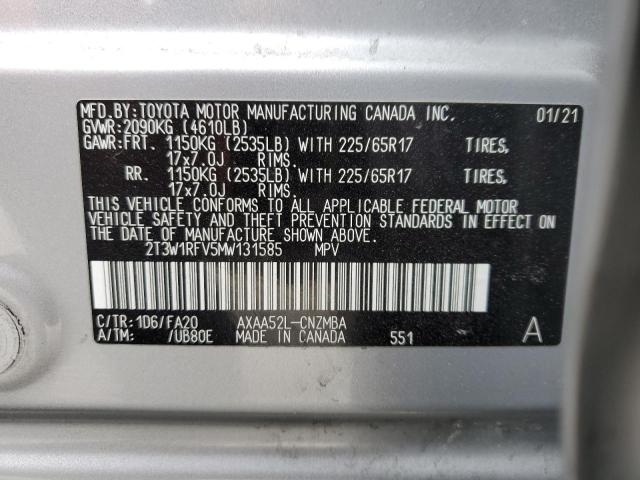 MFD.BY:TOYOTA MOTOR MANUFACTURING CANADA INC. 01/21
GVWR:2090KG (4610LB)
GAWR:FRT. 1150KG (2535LB) WITH 225/65R17 TIRES,
17x7.0J RIMS.
RR. 1150KG (2535LB) WITH 225/65R17 TIRES,
17x7.0J RIMS.
THIS VEHICLE CONFORMS TO ALL APPLICABLE FEDERAL MOTOR
VEHICLE SAFETY AND THEFT PREVENTION STANDARDS IN EFFECT ON
THE DATE OF MANUFACTURE SHOWN ABOVE.
2T3W1RFV5MW131585 MPV
C/TR:1D6/FA20 AXAA52L-CNZMBA
A/TM: /UB80E MADE IN CANADA 551 A